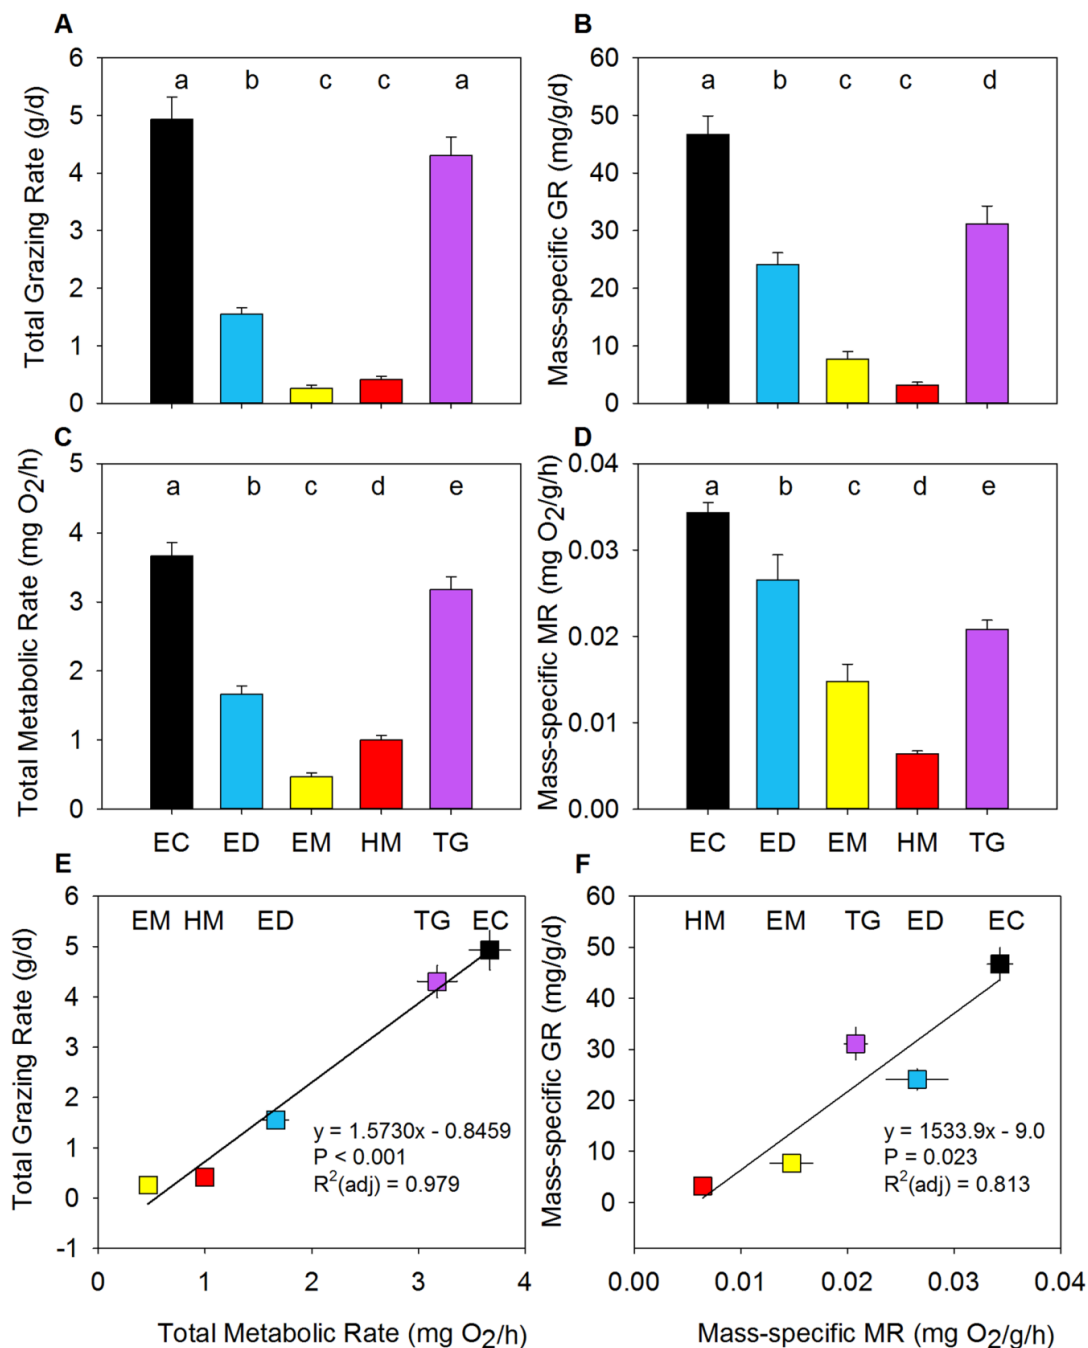 A
Total Grazing Rate (g/d)
6
5
4
3
2
1
0
a b c c a
B
Mass-specific GR (mg/g/d)
60
50
40
30
20
10
0
a b c c d
C
Total Metabolic Rate (mg O2/h)
5
4
3
2
1
0
a b c d e
EC ED EM HM TG
D
Mass-specific MR (mg O2/g/h)
0.04
0.03
0.02
0.01
0.00
a b c d e
EC ED EM HM TG
E
Total Grazing Rate (g/d)
6
5
4
3
2
1
0
-1
EM HM ED TG EC
y = 1.5730x - 0.8459
P < 0.001
R2(adj) = 0.979
0 1 2 3 4
Total Metabolic Rate (mg O2/h)
F
Mass-specific GR (mg/g/d)
60
50
40
30
20
10
0
HM EM TG ED EC
y = 1533.9x - 9.0
P = 0.023
R2(adj) = 0.813
0.00 0.01 0.02 0.03 0.04
Mass-specific MR (mg O2/g/h)